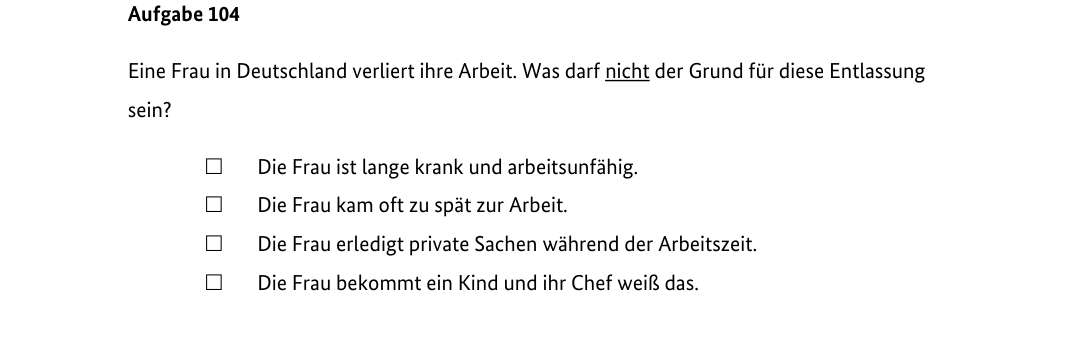 Aufgabe 104
Eine Frau in Deutschland verliert ihre Arbeit. Was darf nicht der Grund für diese Entlassung
sein?
☐ Die Frau ist lange krank und arbeitsunfähig.
☐ Die Frau kam oft zu spät zur Arbeit.
☐ Die Frau erledigt private Sachen während der Arbeitszeit.
☐ Die Frau bekommt ein Kind und ihr Chef weiß das.